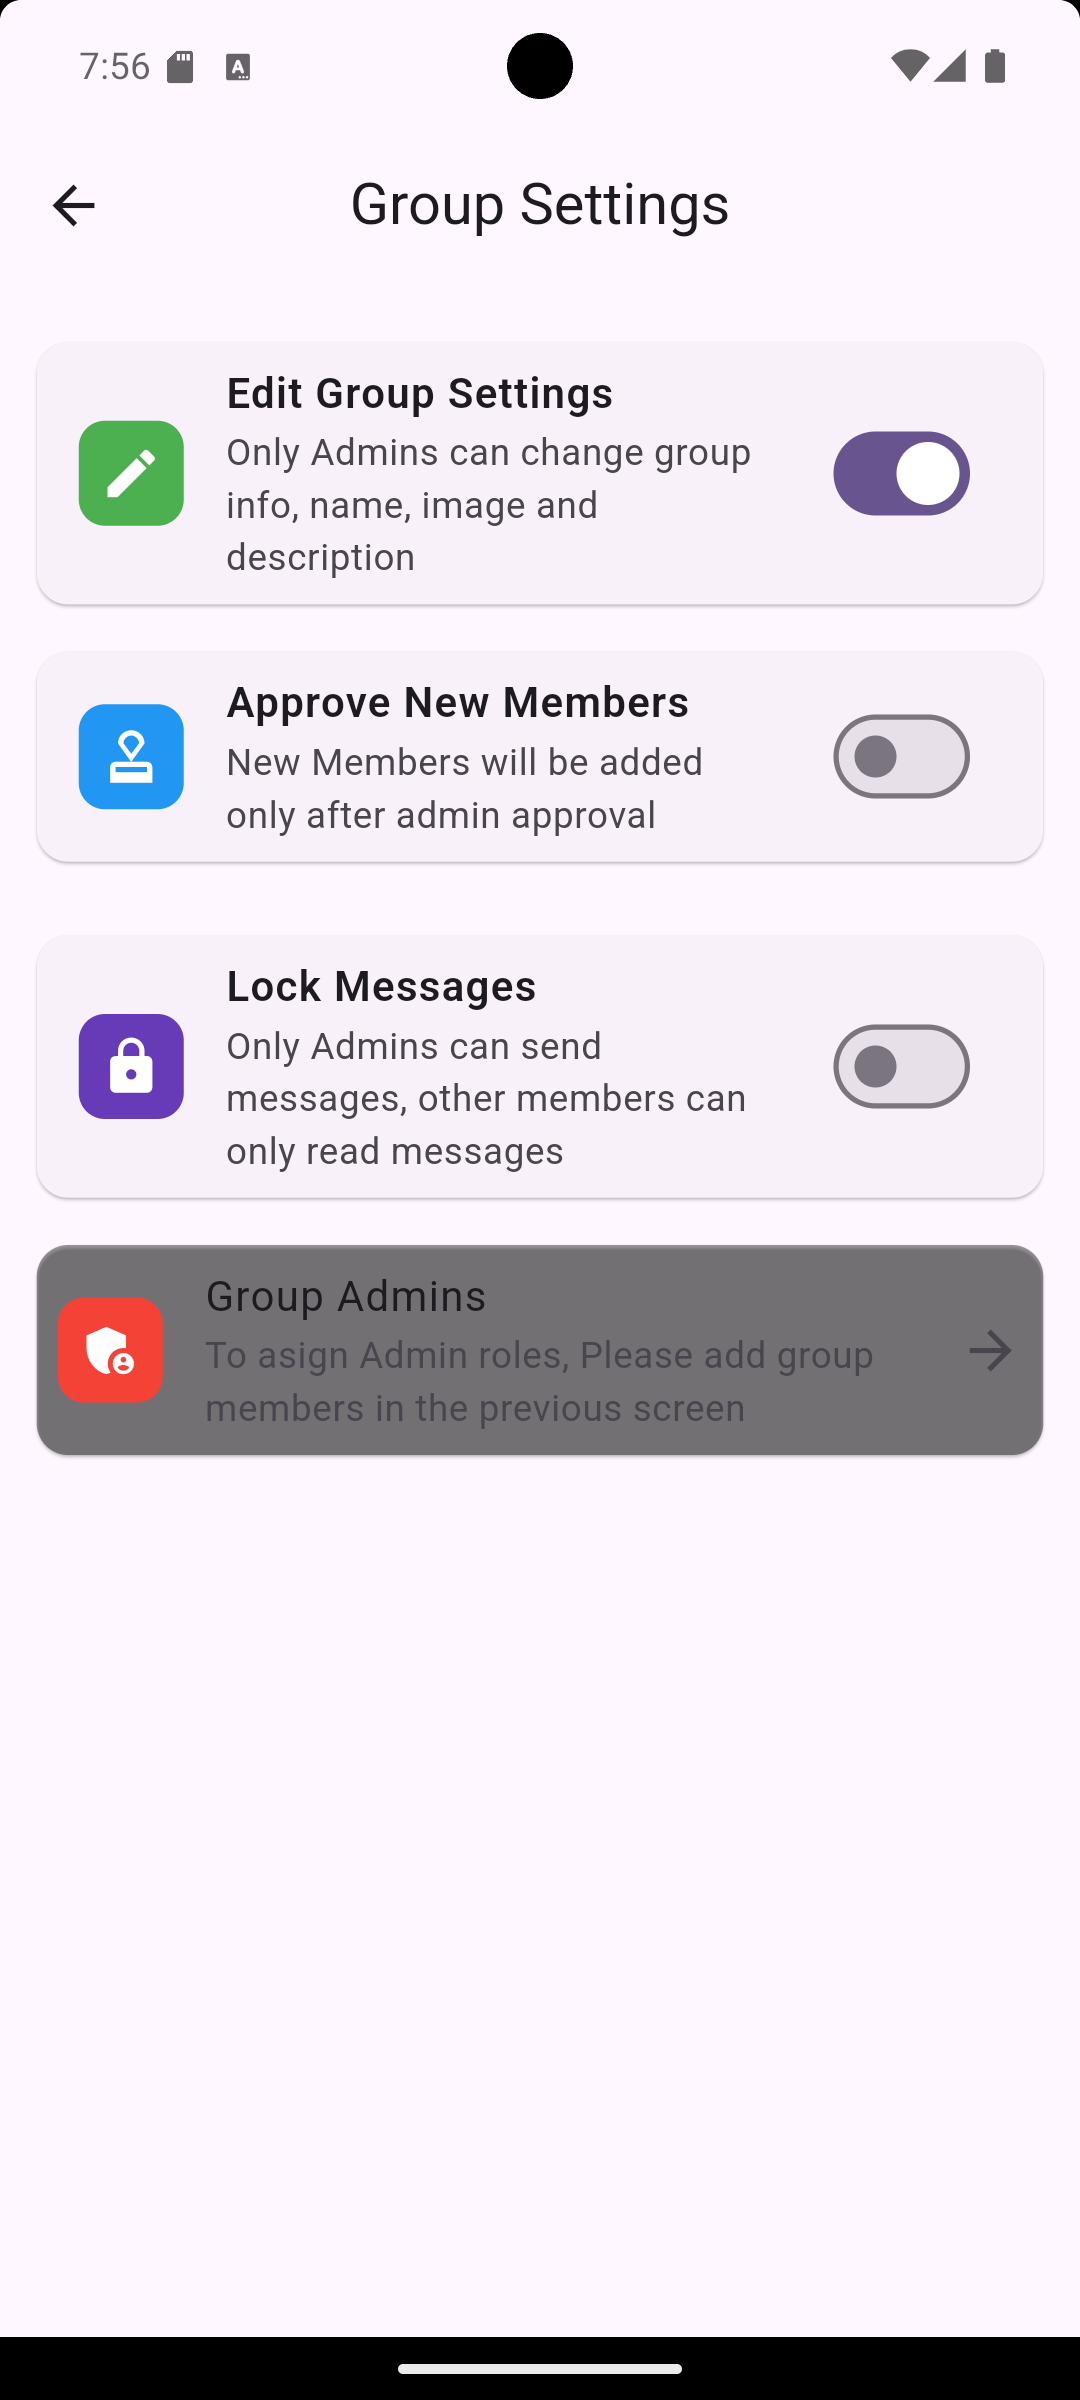 7:56
Group Settings
Edit Group Settings
Only Admins can change group
info, name, image and
description
Approve New Members
New Members will be added
only after admin approval
Lock Messages
Only Admins can send
messages, other members can
only read messages
Group Admins
To asign Admin roles, Please add group
members in the previous screen